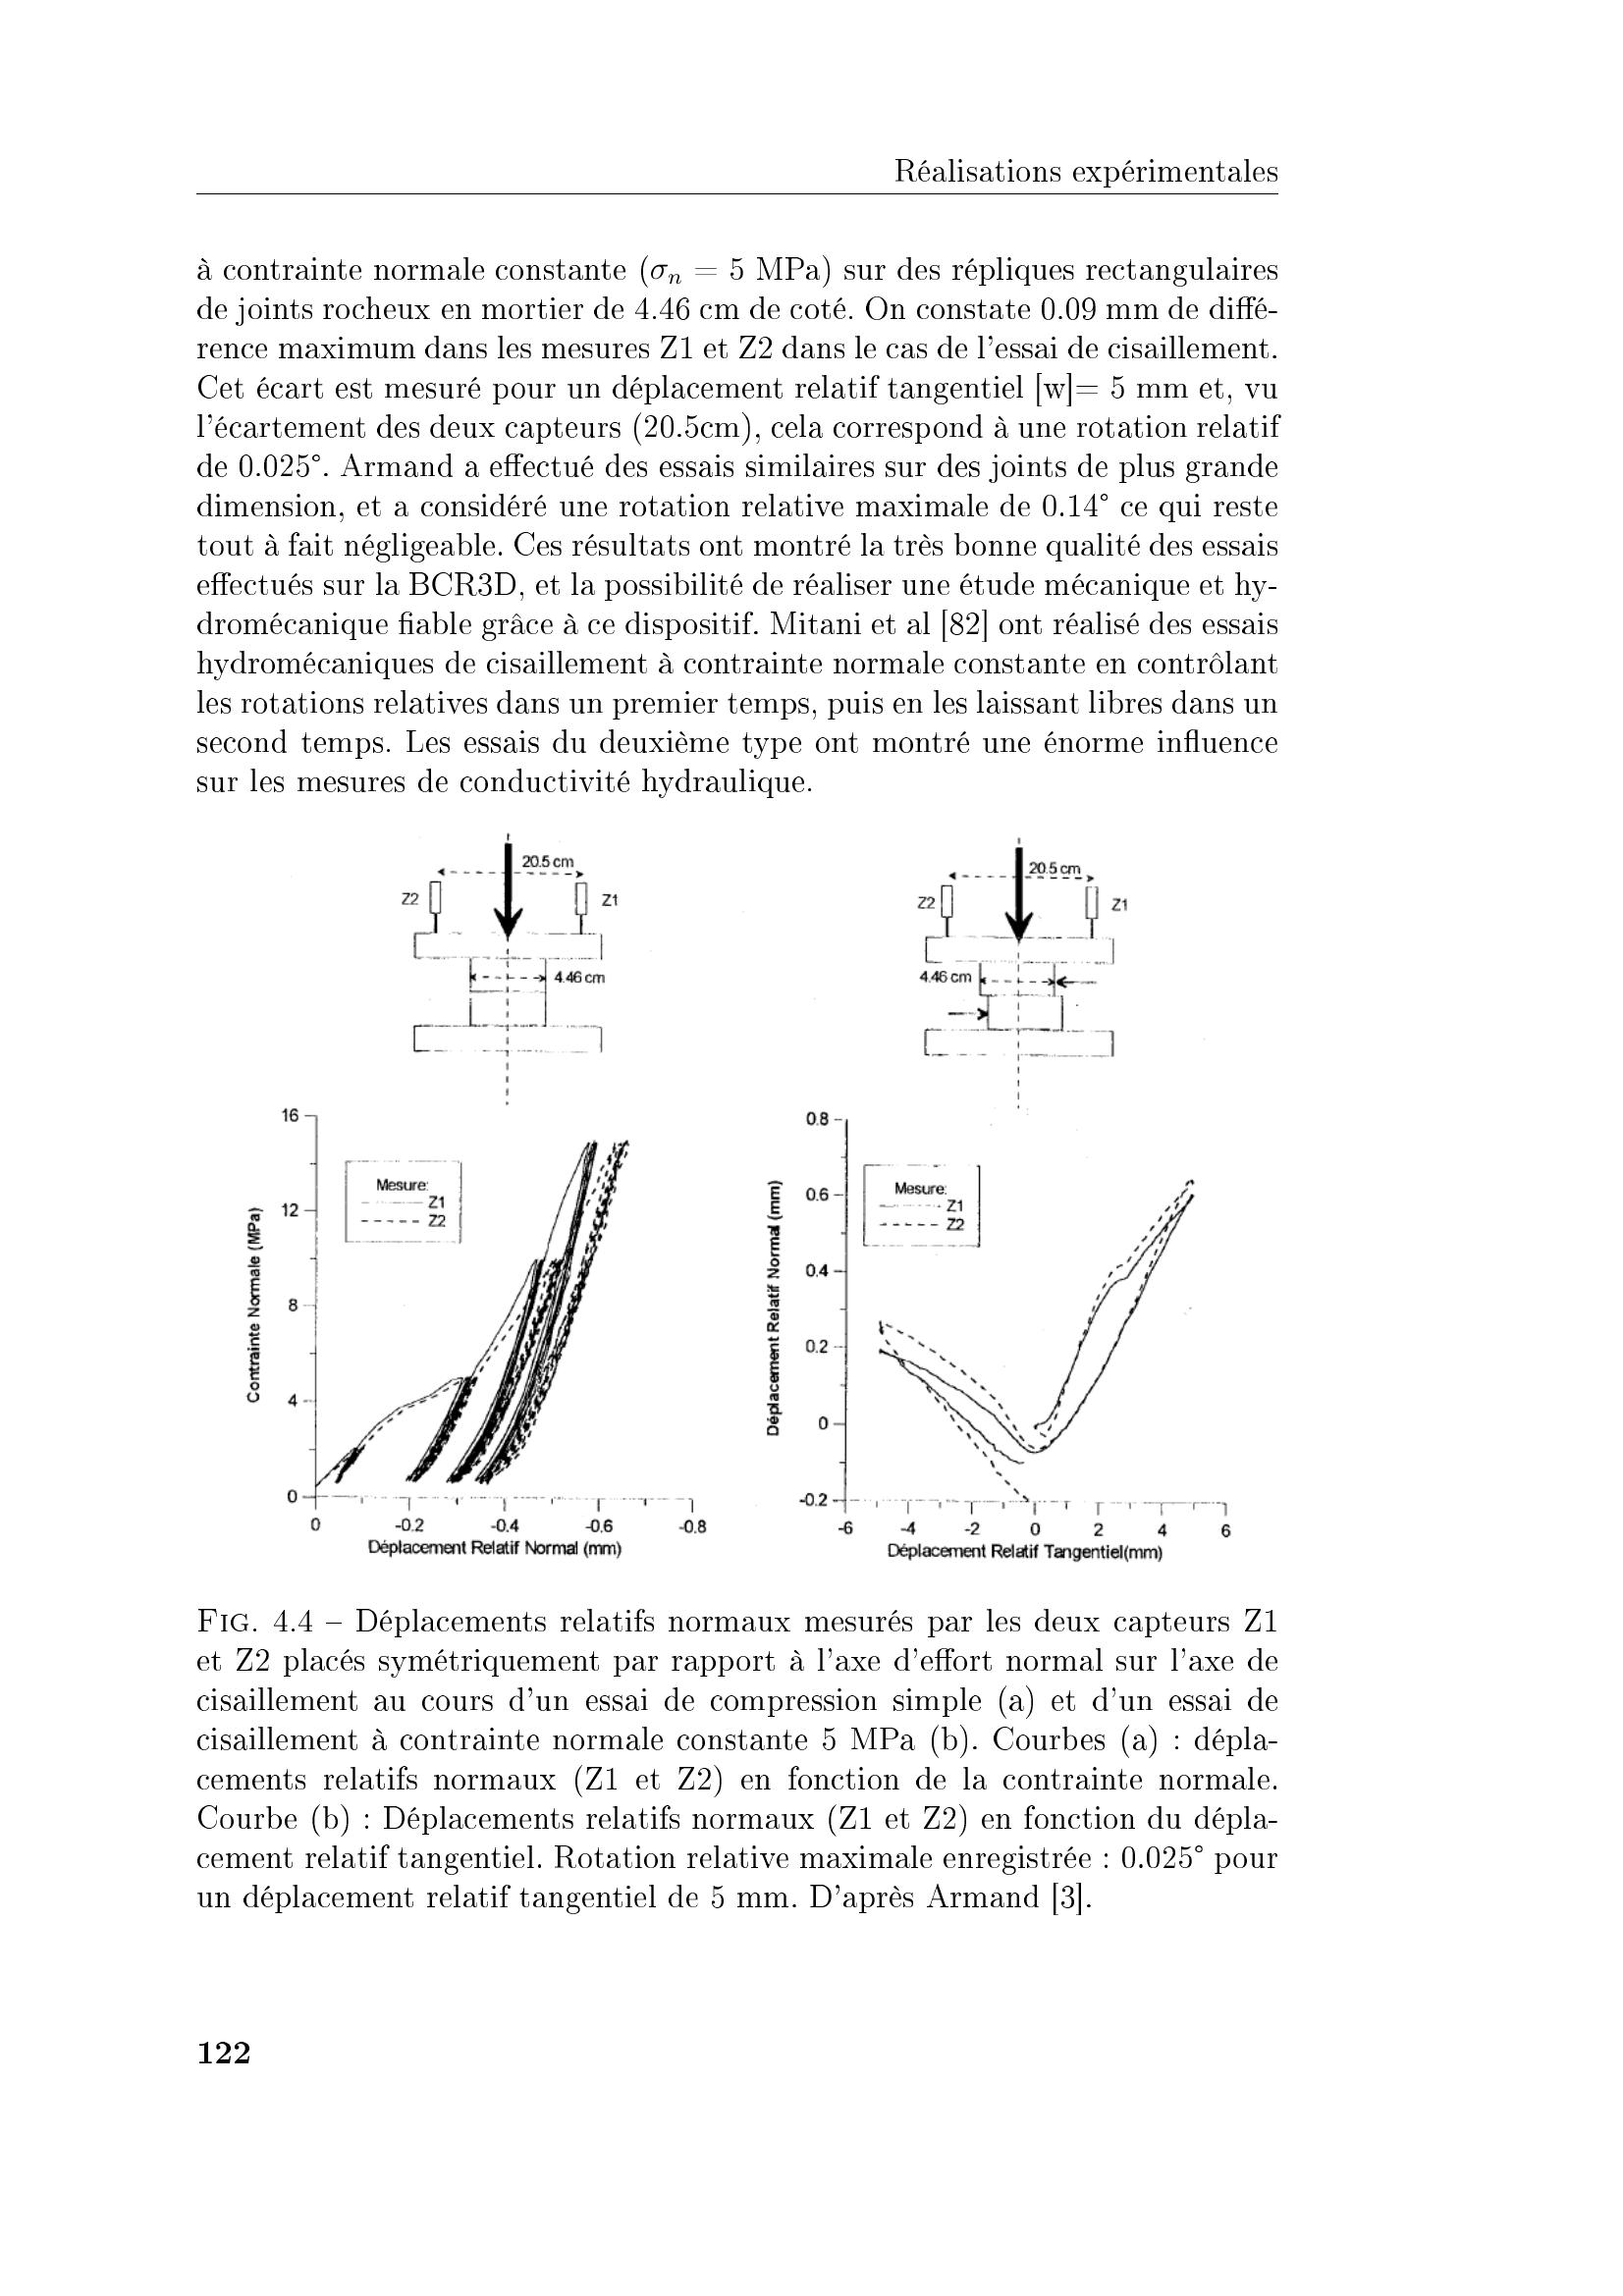 Réalisations expérimentales
à contrainte normale constante (σn = 5 MPa) sur des répliques rectangulaires
de joints rocheux en mortier de 4.46 cm de coté. On constate 0.09 mm de diffé-
rence maximum dans les mesures Z1 et Z2 dans le cas de l'essai de cisaillement.
Cet écart est mesuré pour un déplacement relatif tangentiel [w]= 5 mm et, vu
l'écartement des deux capteurs (20.5cm), cela correspond à une rotation relatif
de 0.025°. Armand a effectué des essais similaires sur des joints de plus grande
dimension, et a considéré une rotation relative maximale de 0.14° ce qui reste
tout à fait négligeable. Ces résultats ont montré la très bonne qualité des essais
effectués sur la BCR3D, et la possibilité de réaliser une étude mécanique et hy-
dromécanique fiable grâce à ce dispositif. Mitani et al [82] ont réalisé des essais
hydromécaniques de cisaillement à contrainte normale constante en contrôlant
les rotations relatives dans un premier temps, puis en les laissant libres dans un
second temps. Les essais du deuxième type ont montré une énorme influence
sur les mesures de conductivité hydraulique.
20.5 cm
Z2
Z1
4.46 cm
16
12
8
4
0
Contrainte Normale (MPa)
Mesure:
Z1
Z2
0
-0.2
-0.4
-0.6
-0.8
Déplacement Relatif Normal (mm)
20.5 cm
Z2
Z1
4.46 cm
0.8
0.6
0.4
0.2
0
-0.2
Déplacement Relatif Normal (mm)
Mesure:
Z1
Z2
-6
-4
-2
0
2
4
6
Déplacement Relatif Tangentiel(mm)
FIG. 4.4 – Déplacements relatifs normaux mesurés par les deux capteurs Z1
et Z2 placés symétriquement par rapport à l'axe d'effort normal sur l'axe de
cisaillement au cours d'un essai de compression simple (a) et d'un essai de
cisaillement à contrainte normale constante 5 MPa (b). Courbes (a) : dépla-
cements relatifs normaux (Z1 et Z2) en fonction de la contrainte normale.
Courbe (b) : Déplacements relatifs normaux (Z1 et Z2) en fonction du dépla-
cement relatif tangentiel. Rotation relative maximale enregistrée : 0.025° pour
un déplacement relatif tangentiel de 5 mm. D'après Armand [3].
122